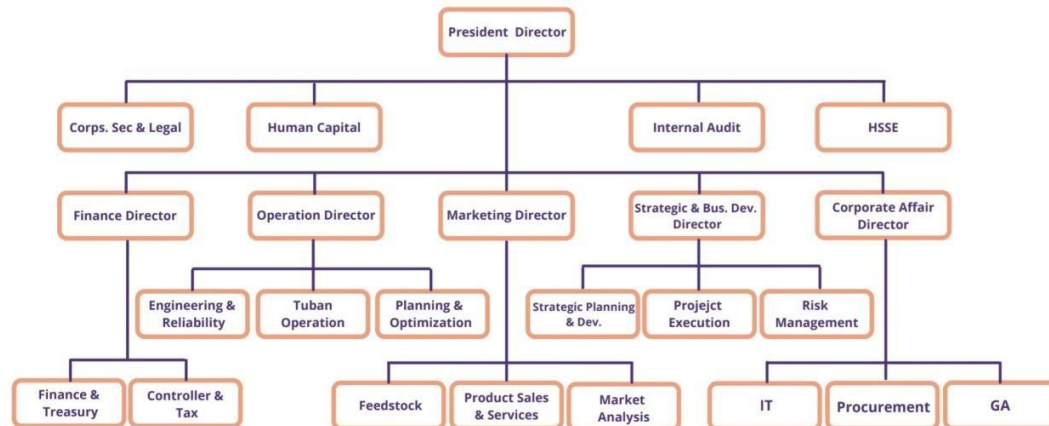 President Director
Corps. Sec & Legal
Human Capital
Internal Audit
HSSE
Finance Director
Operation Director
Marketing Director
Strategic & Bus. Dev.
Director
Corporate Affair
Director
Engineering &
Reliability
Tuban
Operation
Planning &
Optimization
Strategic Planning
& Dev.
Projejct
Execution
Risk
Management
Finance &
Treasury
Controller &
Tax
Feedstock
Product Sales
& Services
Market
Analysis
IT
Procurement
GA